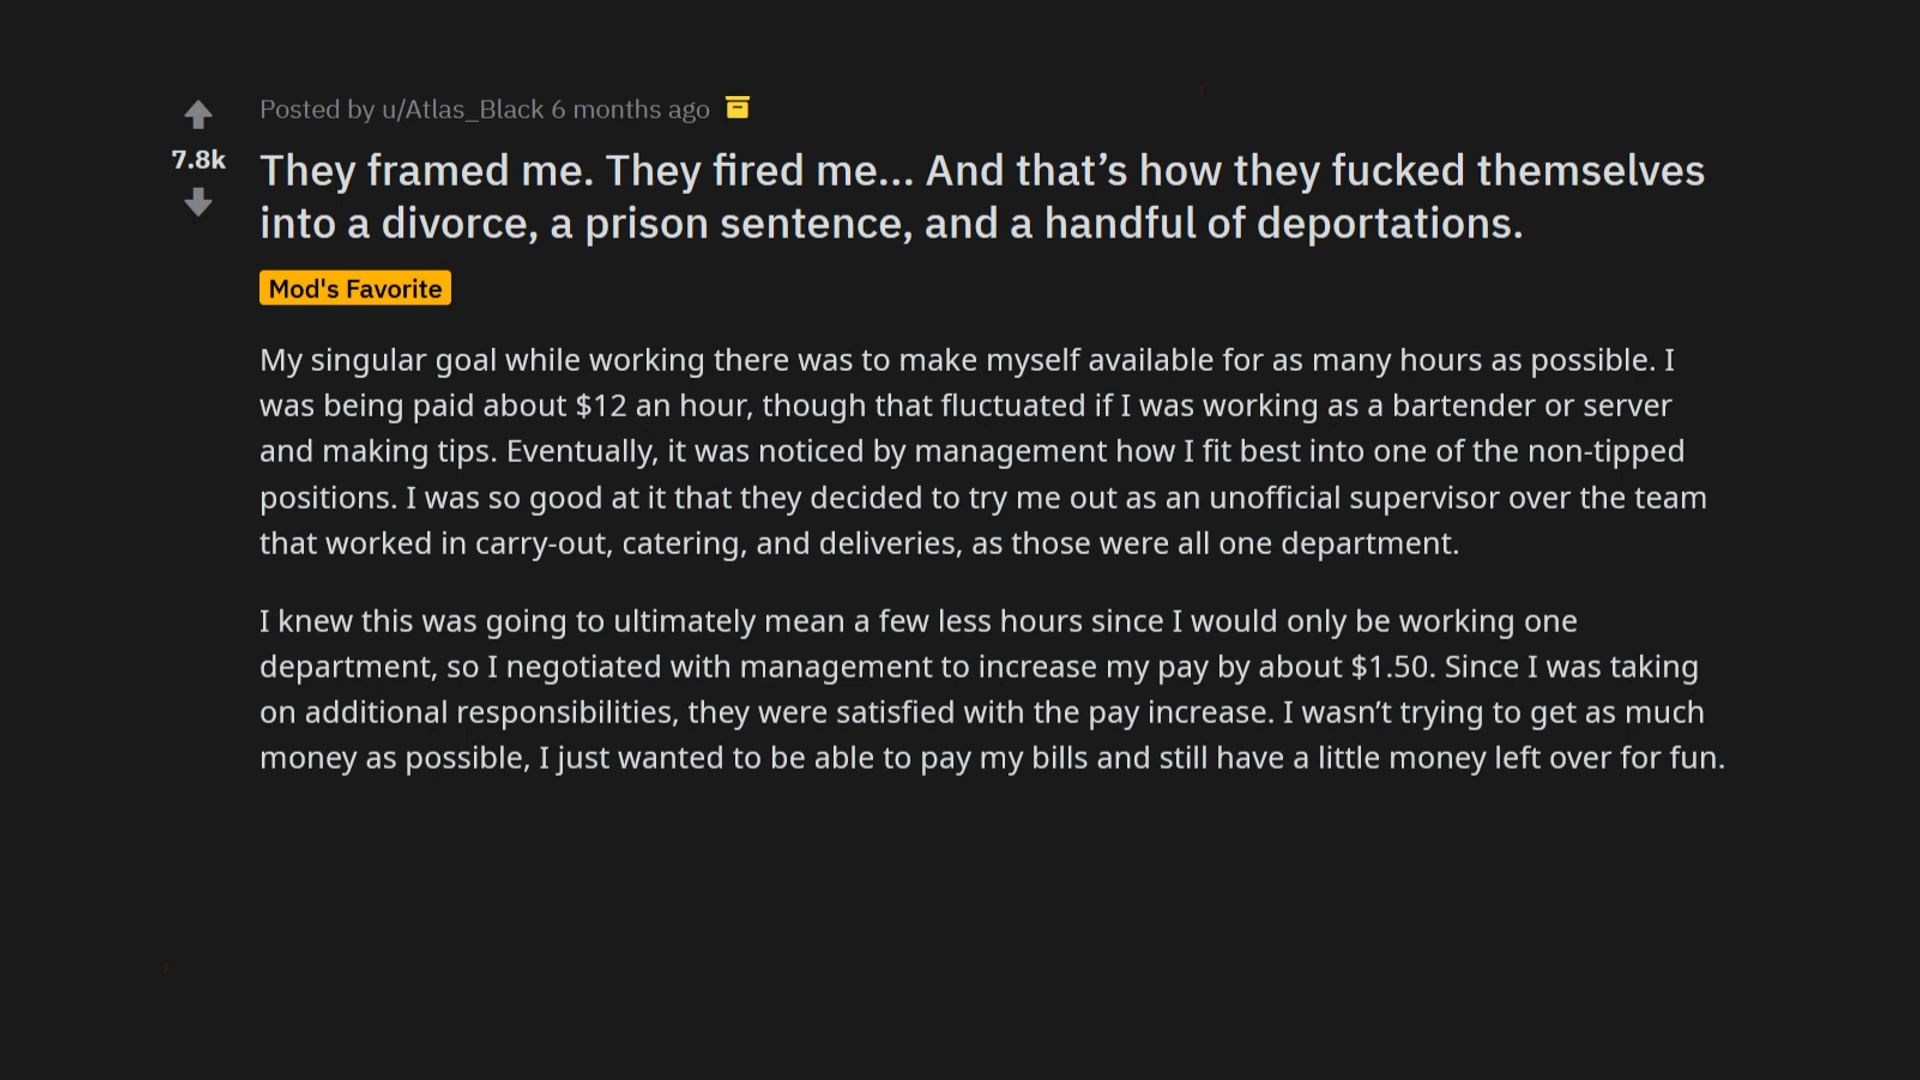 Posted by u/Atlas_Black 6 months ago
7.8k
They framed me. They fired me... And that’s how they fucked themselves
into a divorce, a prison sentence, and a handful of deportations.
Mod's Favorite
My singular goal while working there was to make myself available for as many hours as possible. I
was being paid about $12 an hour, though that fluctuated if I was working as a bartender or server
and making tips. Eventually, it was noticed by management how I fit best into one of the non-tipped
positions. I was so good at it that they decided to try me out as an unofficial supervisor over the team
that worked in carry-out, catering, and deliveries, as those were all one department.
I knew this was going to ultimately mean a few less hours since I would only be working one
department, so I negotiated with management to increase my pay by about $1.50. Since I was taking
on additional responsibilities, they were satisfied with the pay increase. I wasn’t trying to get as much
money as possible, I just wanted to be able to pay my bills and still have a little money left over for fun.